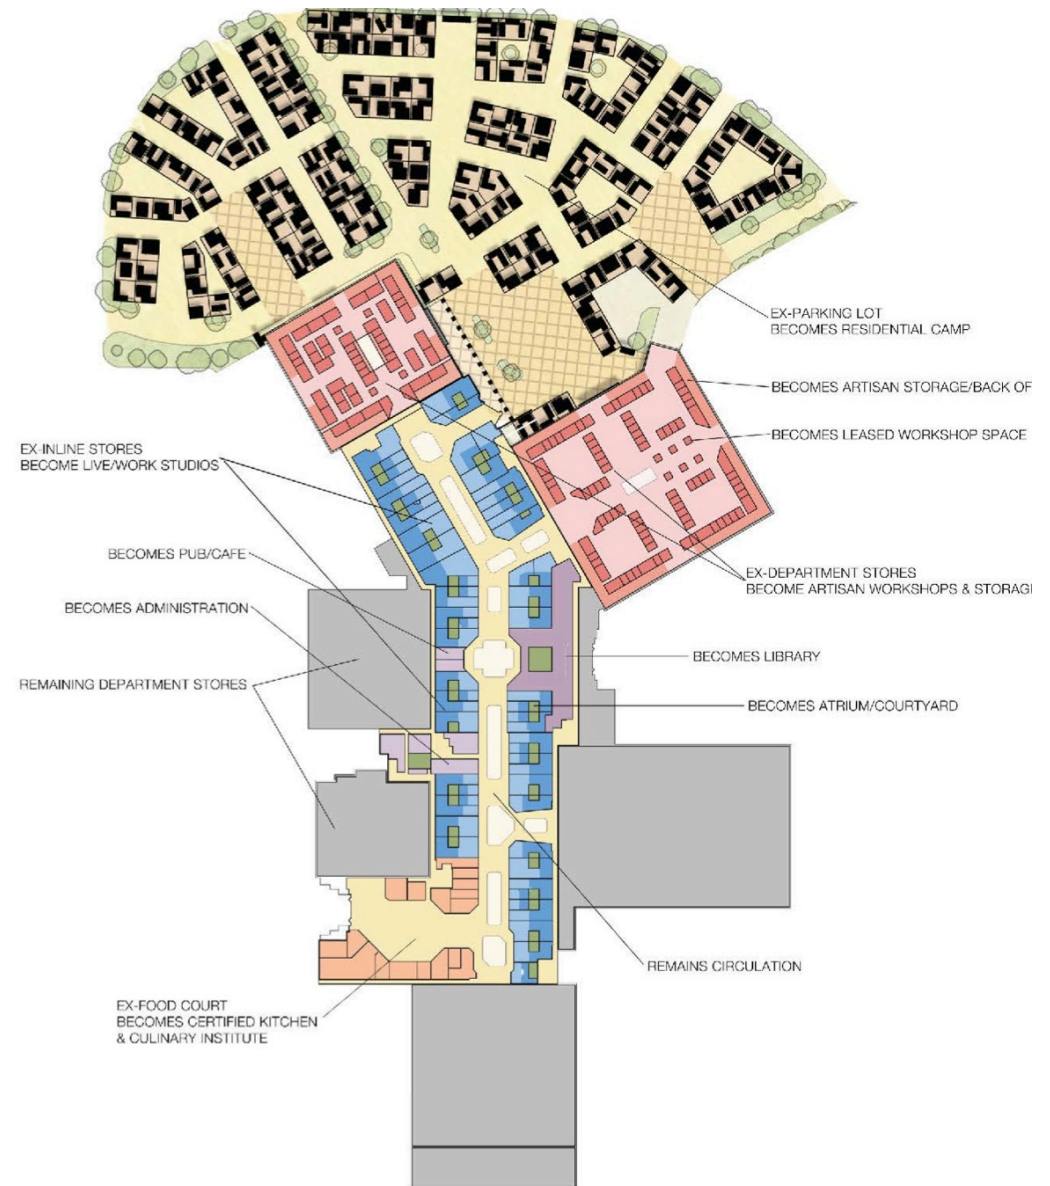 EX-PARKING LOT
BECOMES RESIDENTIAL CAMP
BECOMES ARTISAN STORAGE/BACK OF
BECOMES LEASED WORKSHOP SPACE
EX-INLINE STORES
BECOME LIVE/WORK STUDIOS
BECOMES PUB/CAFE
EX-DEPARTMENT STORES
BECOME ARTISAN WORKSHOPS & STORAG
BECOMES ADMINISTRATION
BECOMES LIBRARY
REMAINING DEPARTMENT STORES
BECOMES ATRIUM/COURTYARD
REMAINS CIRCULATION
EX-FOOD COURT
BECOMES CERTIFIED KITCHEN
& CULINARY INSTITUTE